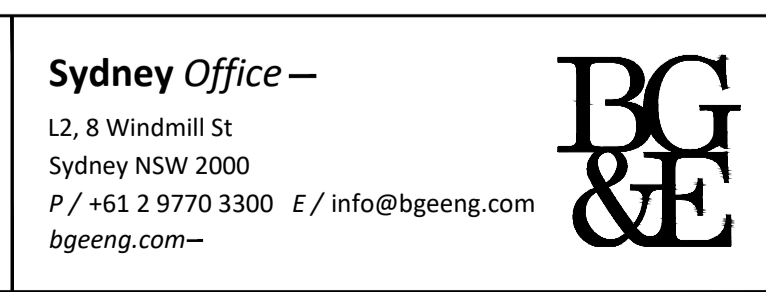 Sydney Office—
L2, 8 Windmill St
Sydney NSW 2000
P / +61 2 9770 3300 E / info@bgeeng.com
bgeeng.com—
BG
&E